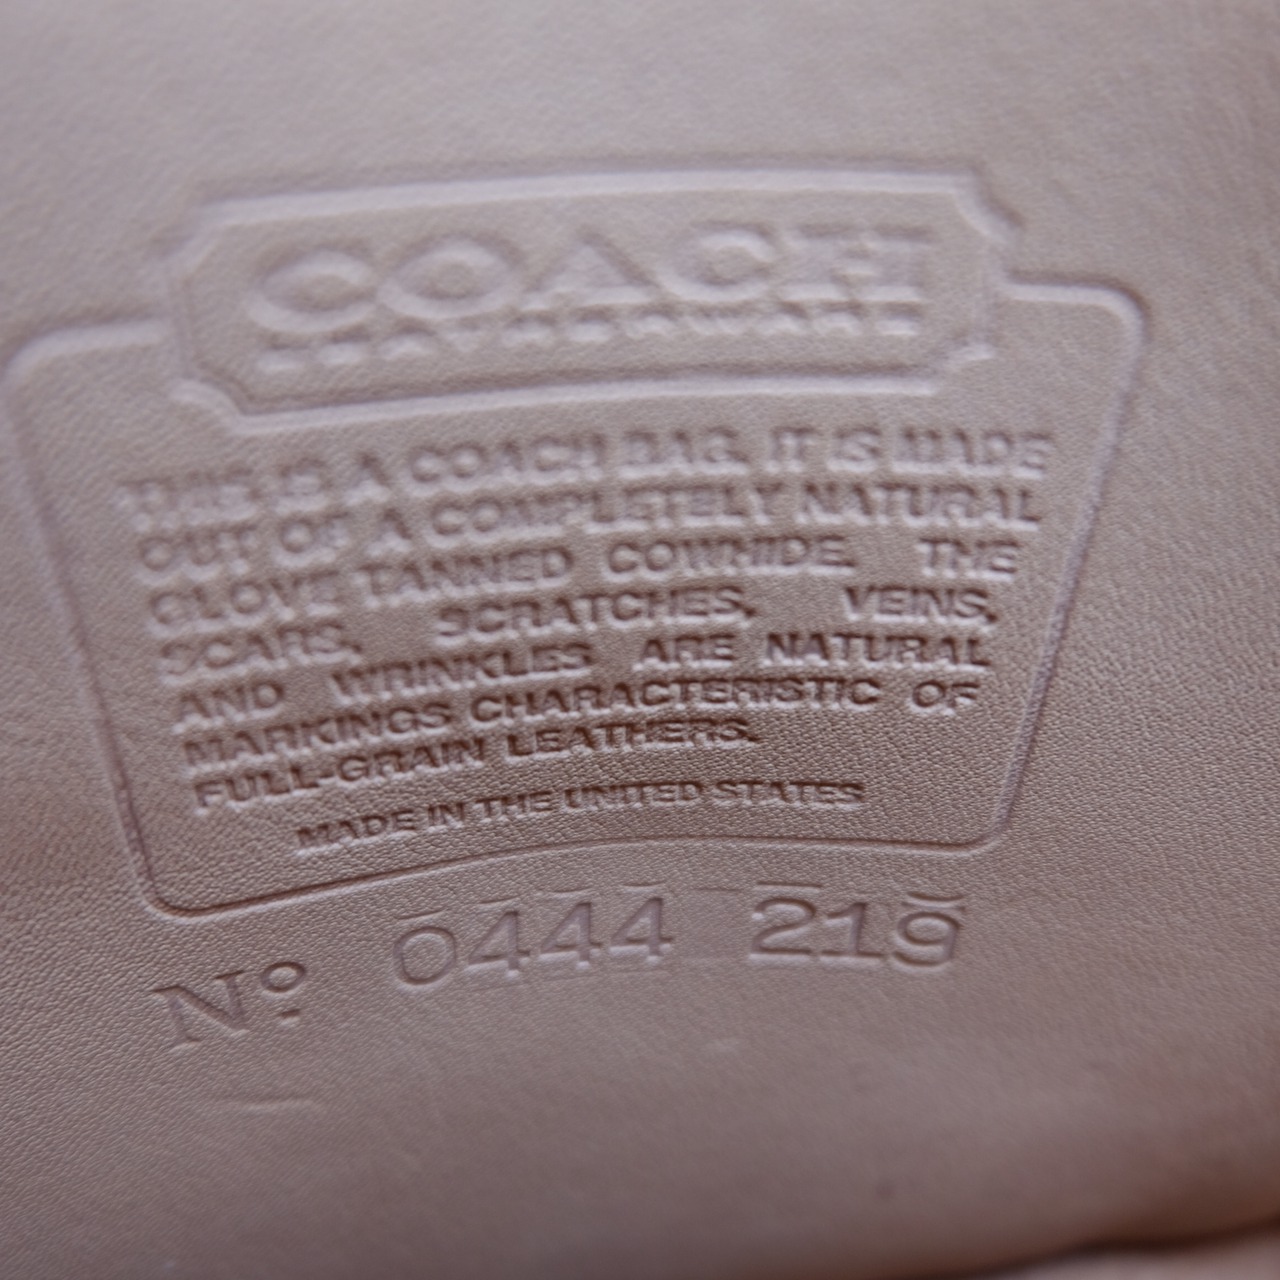 COACH
LEATHERWARE
THIS IS A COACH BAG. IT IS MADE
OUT OF A COMPLETELY NATURAL
GLOVE TANNED COWHIDE. THE
SCARS, SCRATCHES, VEINS,
AND WRINKLES ARE NATURAL
MARKINGS CHARACTERISTIC OF
FULL-GRAIN LEATHERS.
MADE IN THE UNITED STATES
Nº 0444 219